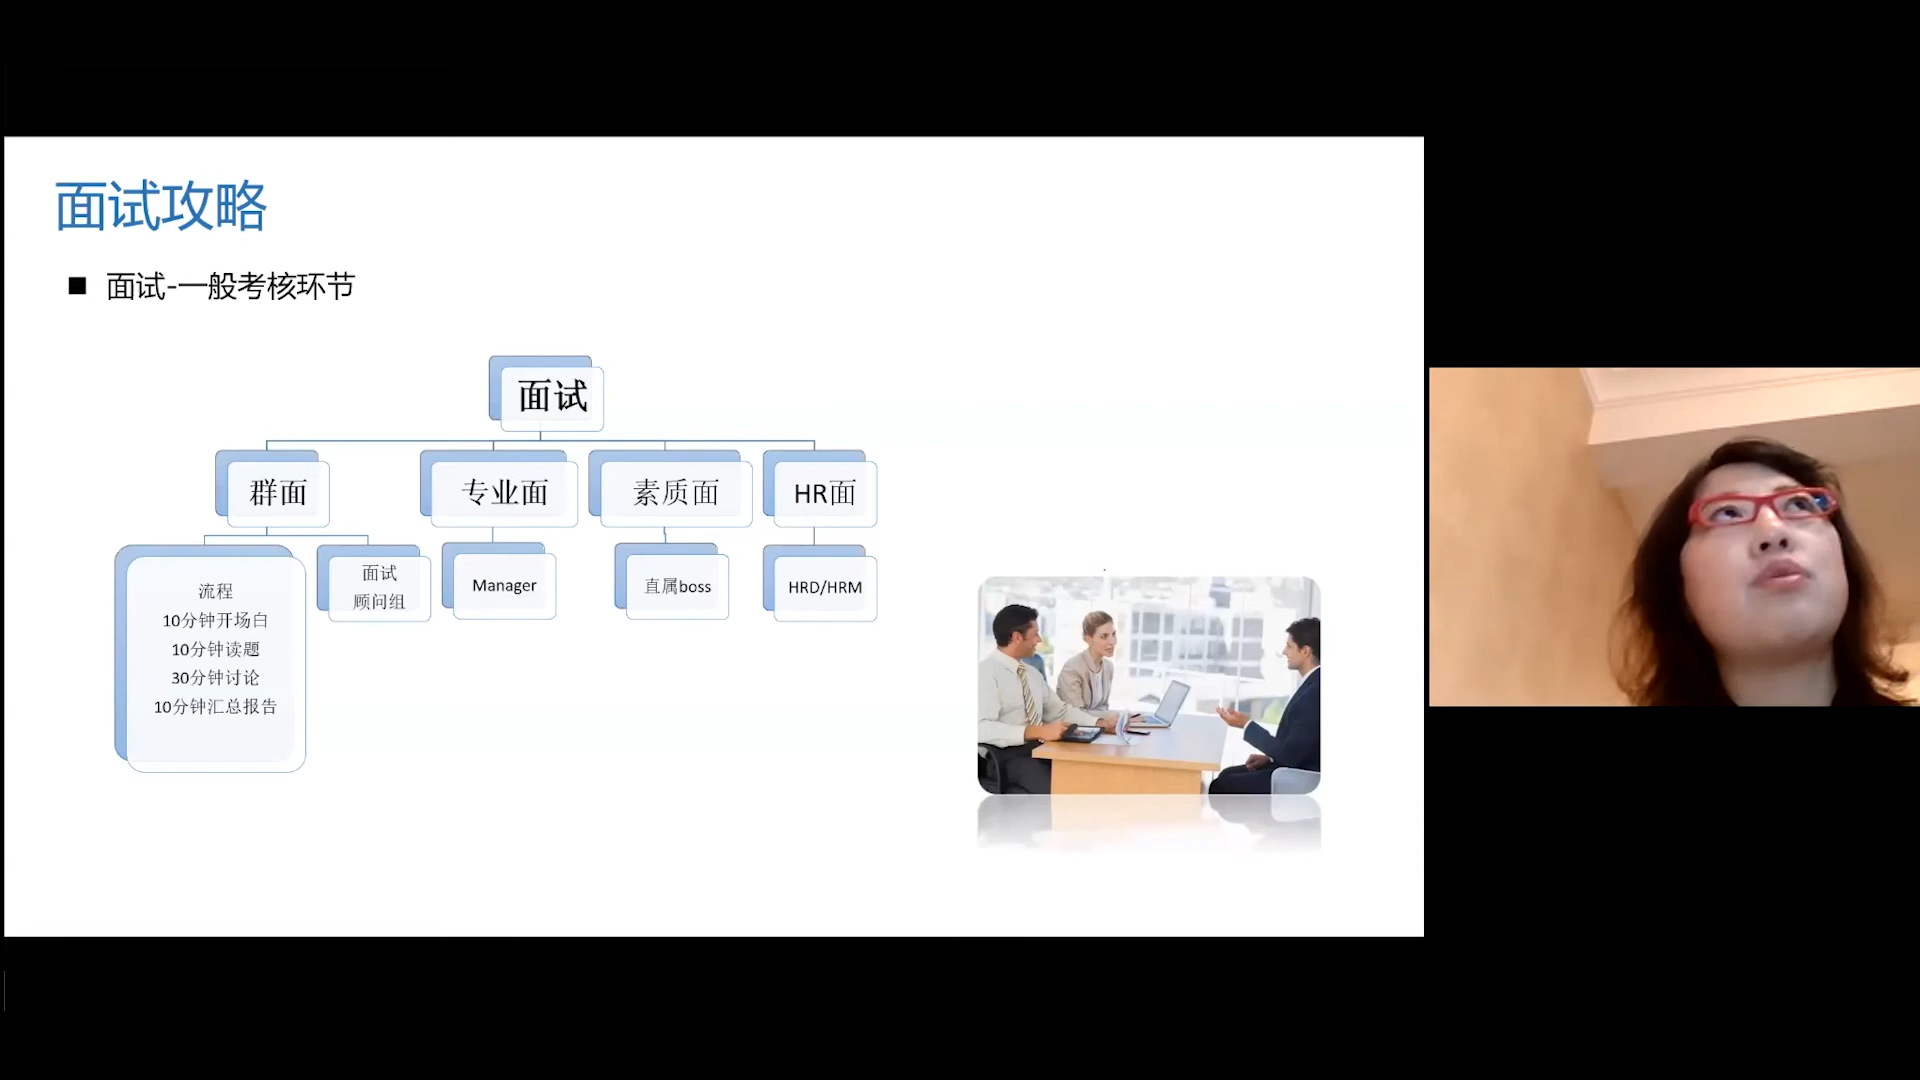 面试攻略
■ 面试-一般考核环节
面试
群面
专业面
素质面
HR面
流程
10分钟开场白
10分钟读题
30分钟讨论
10分钟汇总报告
面试
顾问组
Manager
直属boss
HRD/HRM